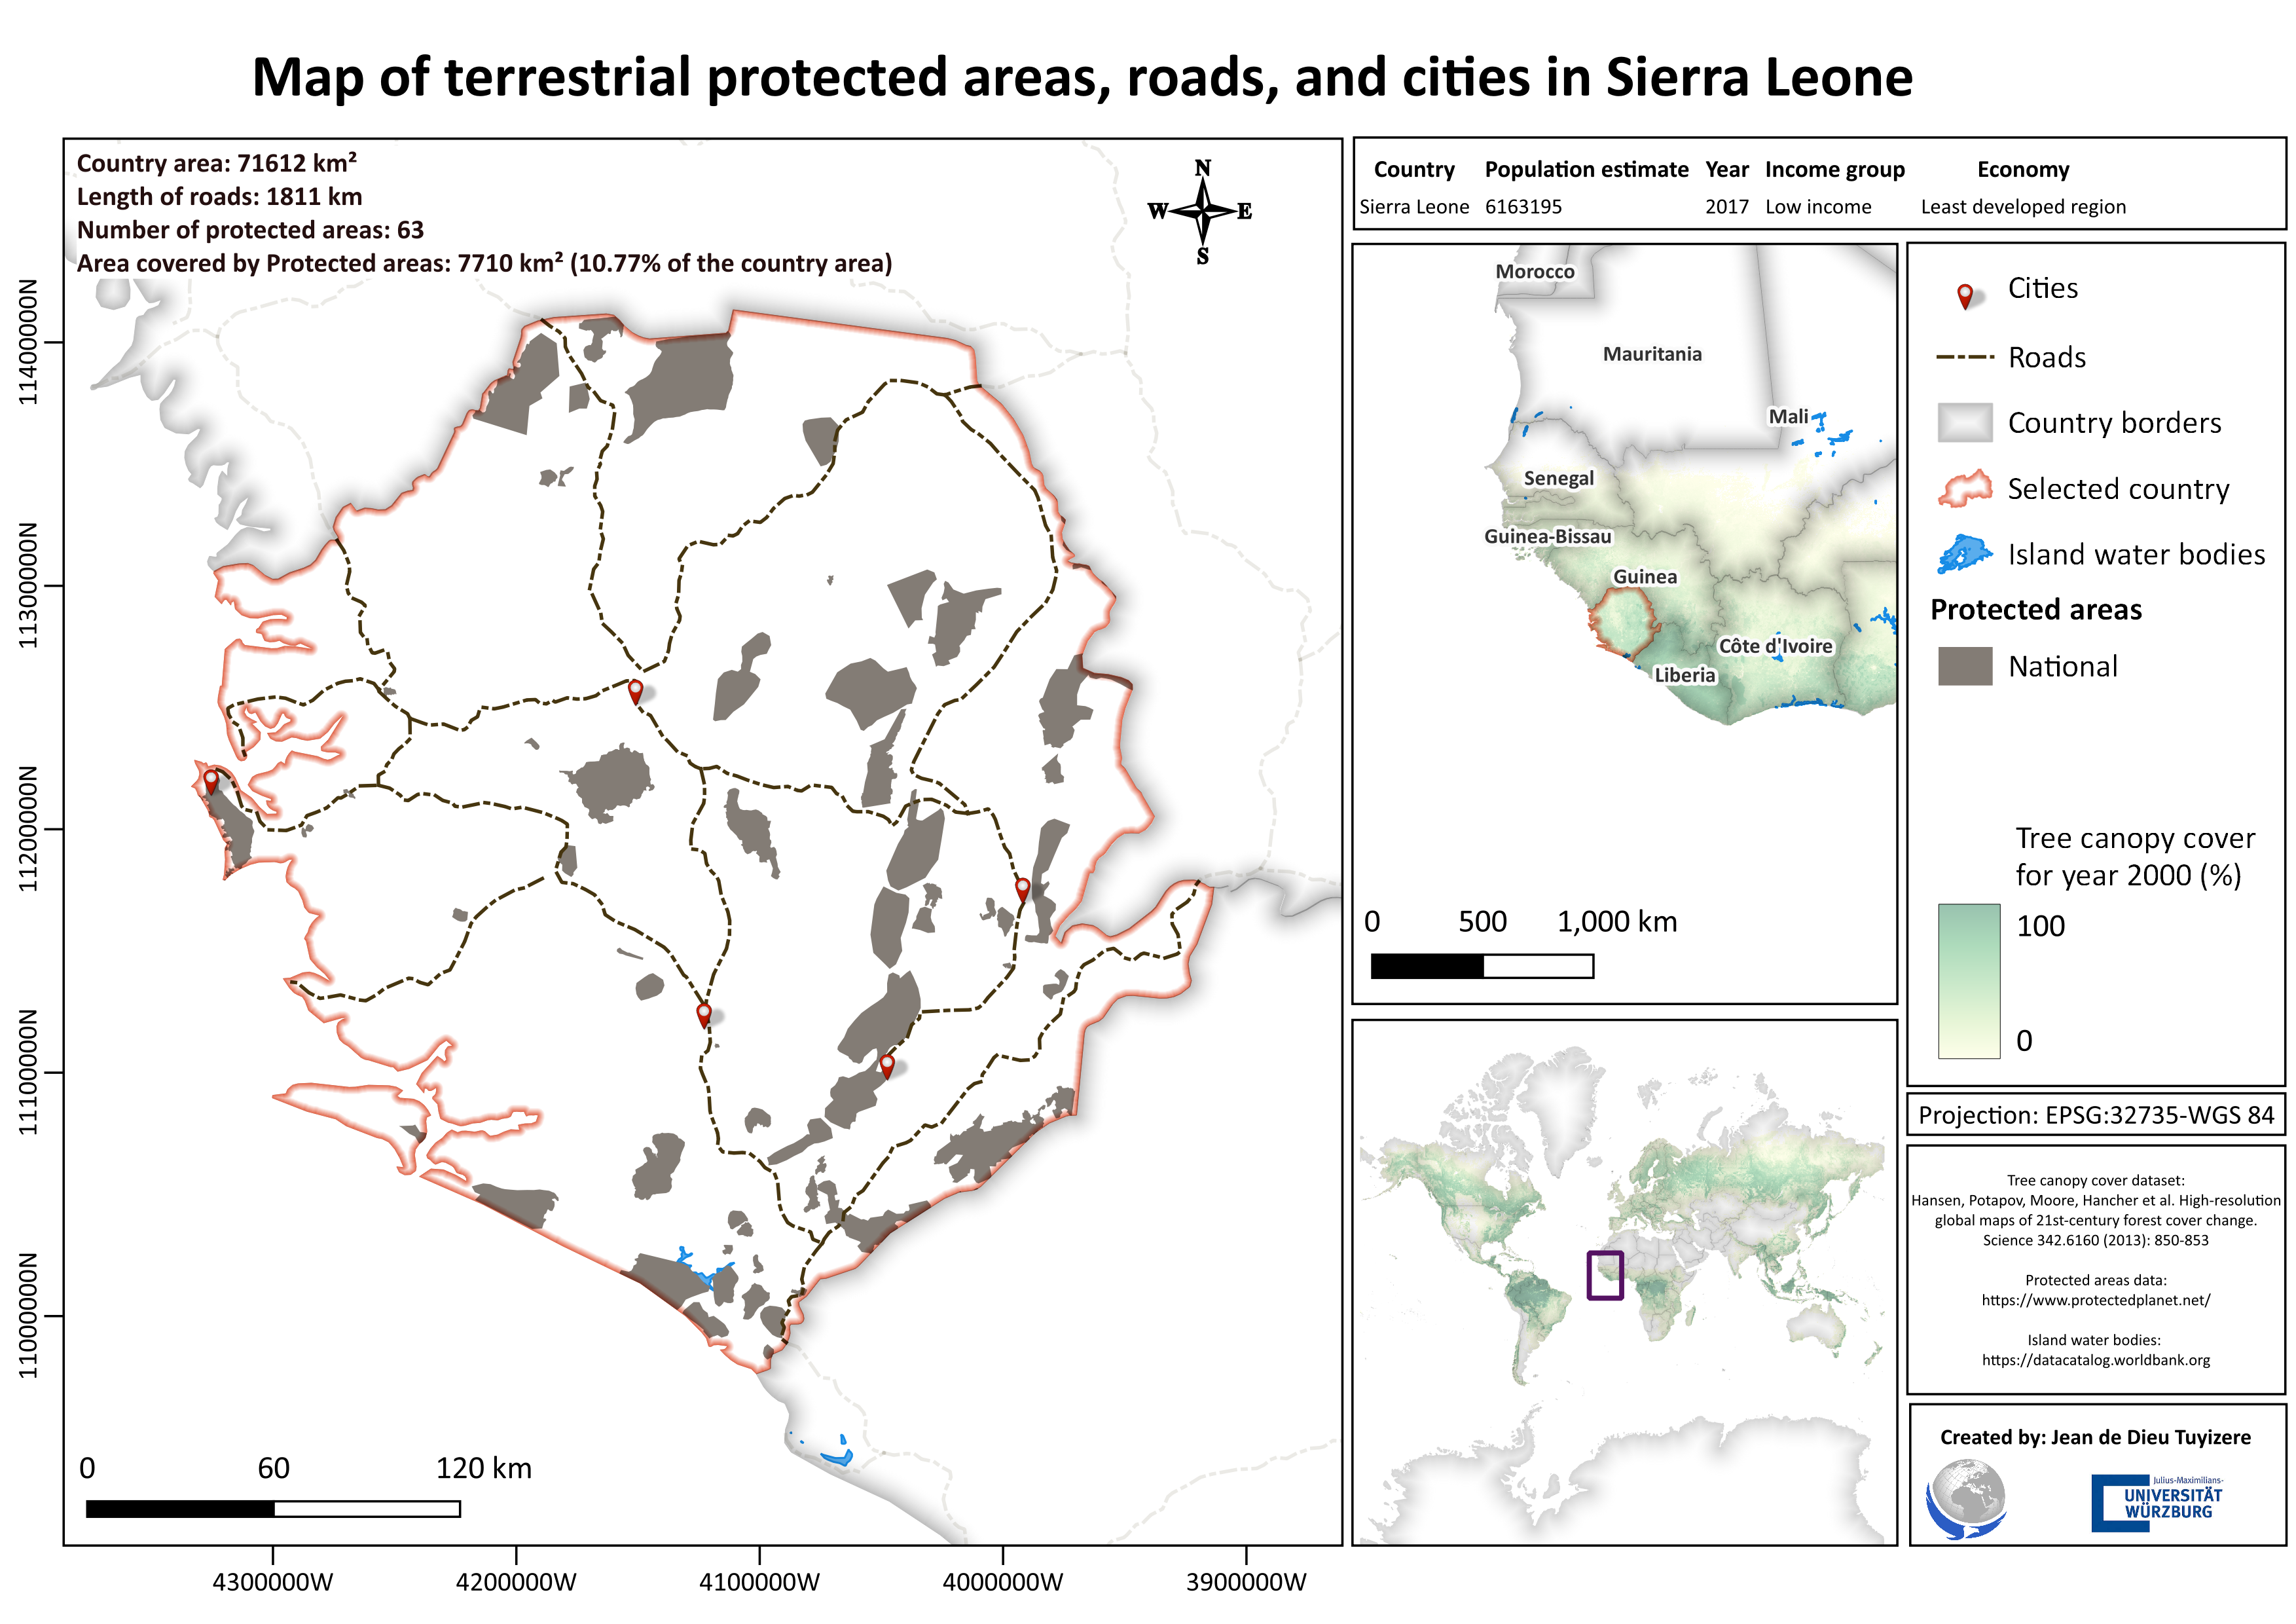 Map of terrestrial protected areas, roads, and cities in Sierra Leone
Country area: 71612 km²
Length of roads: 1811 km
Number of protected areas: 63
Area covered by Protected areas: 7710 km² (10.77% of the country area)
N
W E
S
11400000N
11300000N
11200000N
11100000N
11000000N
0 60 120 km
4300000W 4200000W 4100000W 4000000W 3900000W
Country Population estimate Year Income group Economy
Sierra Leone 6163195 2017 Low income Least developed region
Morocco
Mauritania
Mali
Senegal
Guinea-Bissau
Guinea
Côte d'Ivoire
Liberia
0 500 1,000 km
Cities
Roads
Country borders
Selected country
Island water bodies
Protected areas
National
Tree canopy cover
for year 2000 (%)
100
0
Projection: EPSG:32735-WGS 84
Tree canopy cover dataset:
Hansen, Potapov, Moore, Hancher et al. High-resolution
global maps of 21st-century forest cover change.
Science 342.6160 (2013): 850-853
Protected areas data:
https://www.protectedplanet.net/
Island water bodies:
https://datacatalog.worldbank.org
Created by: Jean de Dieu Tuyizere
Julius-Maximilians-
UNIVERSITÄT
WÜRZBURG